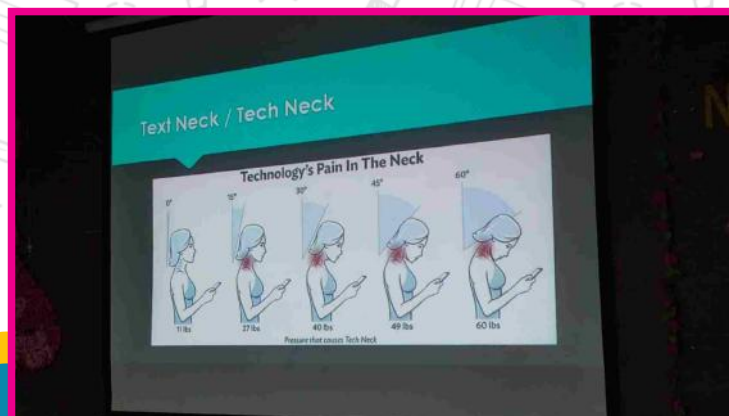 Text Neck / Tech Neck
Technology's Pain In The Neck
0° 15° 30° 45° 60°
11 lbs 27 lbs 40 lbs 49 lbs 60 lbs
Pressure that causes Tech Neck
N